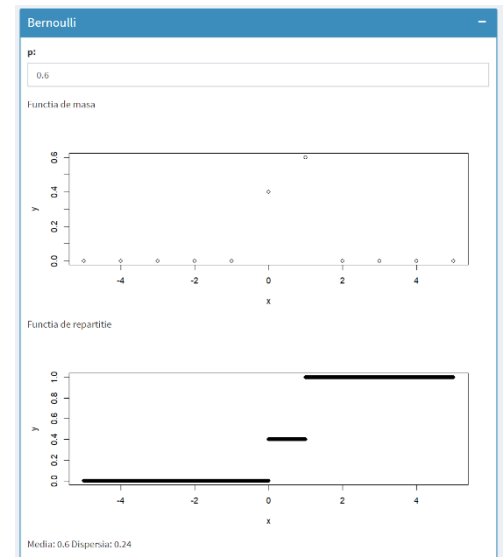 Bernoulli −
p:
0.6
Functia de masa
0.6
0.4
0.2
0.0
y
-4 -2 0 2 4
x
Functia de repartitie
1.0
0.8
0.6
0.4
0.2
0.0
y
-4 -2 0 2 4
x
Media: 0.6 Dispersia: 0.24